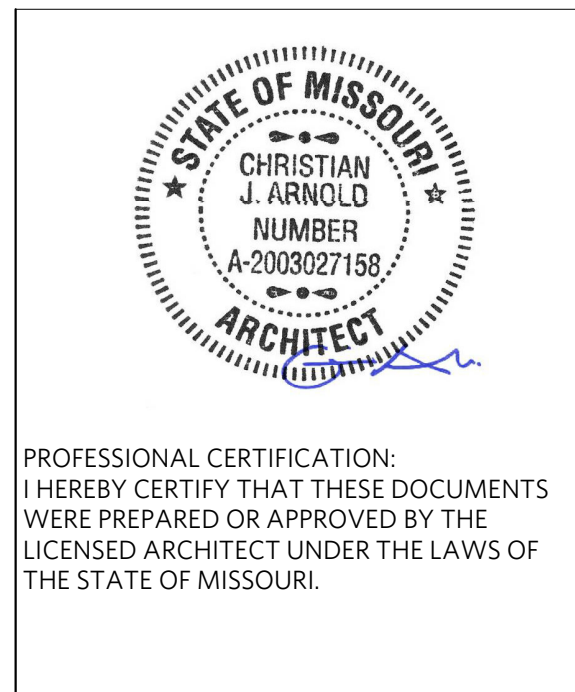 STATE OF MISSOURI
CHRISTIAN
J. ARNOLD
NUMBER
A-2003027158
ARCHITECT
PROFESSIONAL CERTIFICATION:
I HEREBY CERTIFY THAT THESE DOCUMENTS
WERE PREPARED OR APPROVED BY THE
LICENSED ARCHITECT UNDER THE LAWS OF
THE STATE OF MISSOURI.